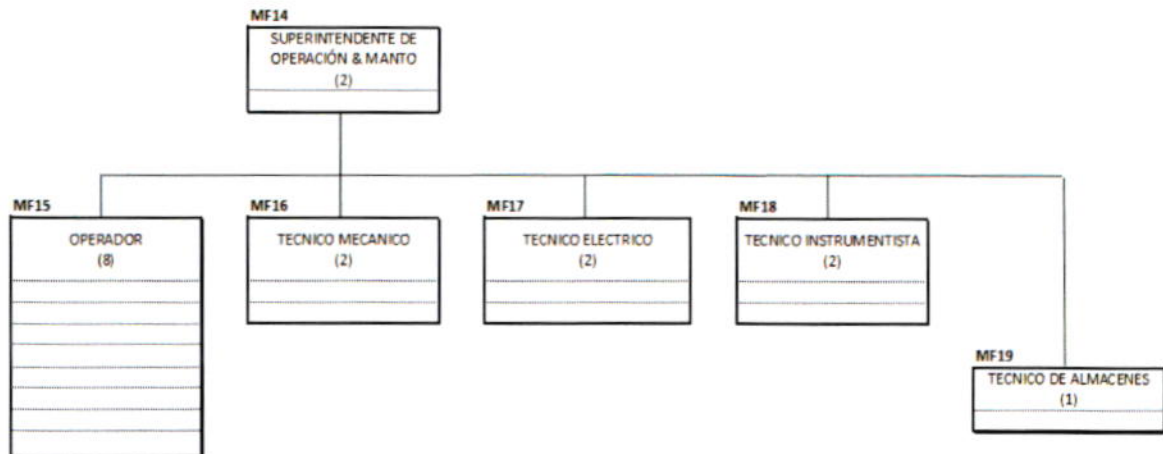 MF14
SUPERINTENDENTE DE
OPERACIÓN & MANTO
(2)
MF15
OPERADOR
(8)
MF16
TECNICO MECANICO
(2)
MF17
TECNICO ELECTRICO
(2)
MF18
TECNICO INSTRUMENTISTA
(2)
MF19
TECNICO DE ALMACENES
(1)